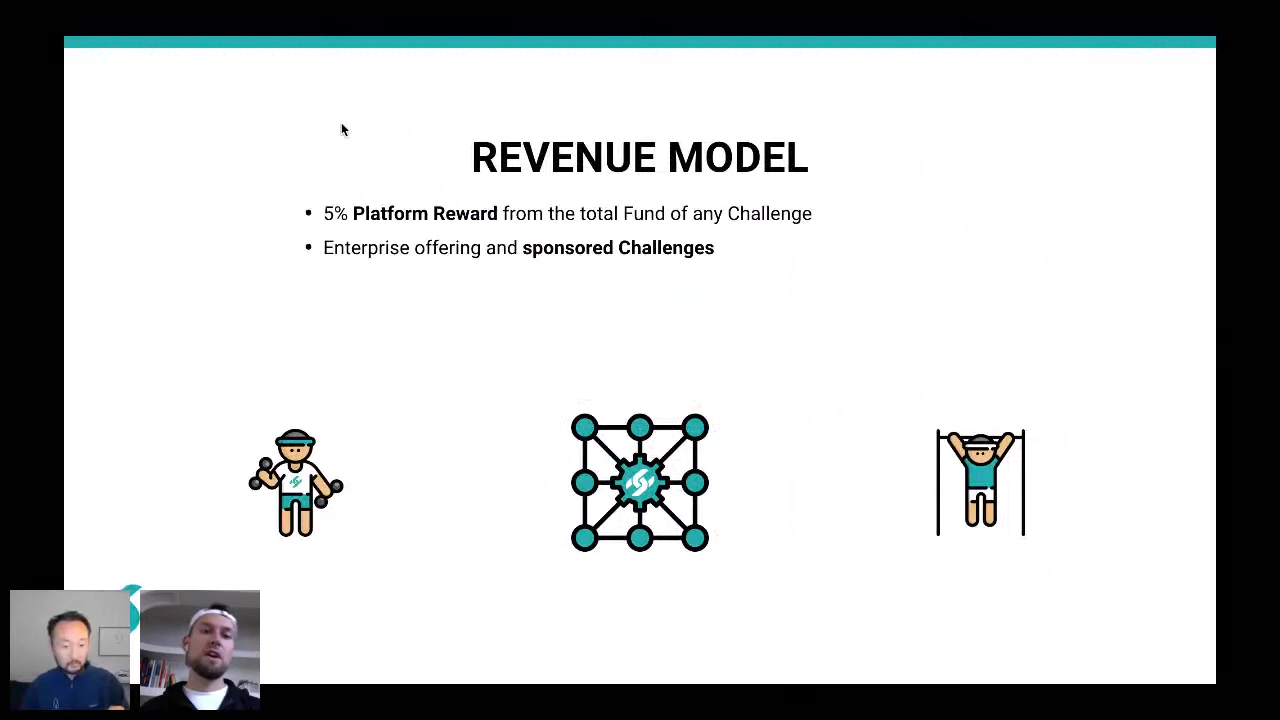 REVENUE MODEL
• 5% Platform Reward from the total Fund of any Challenge
• Enterprise offering and sponsored Challenges